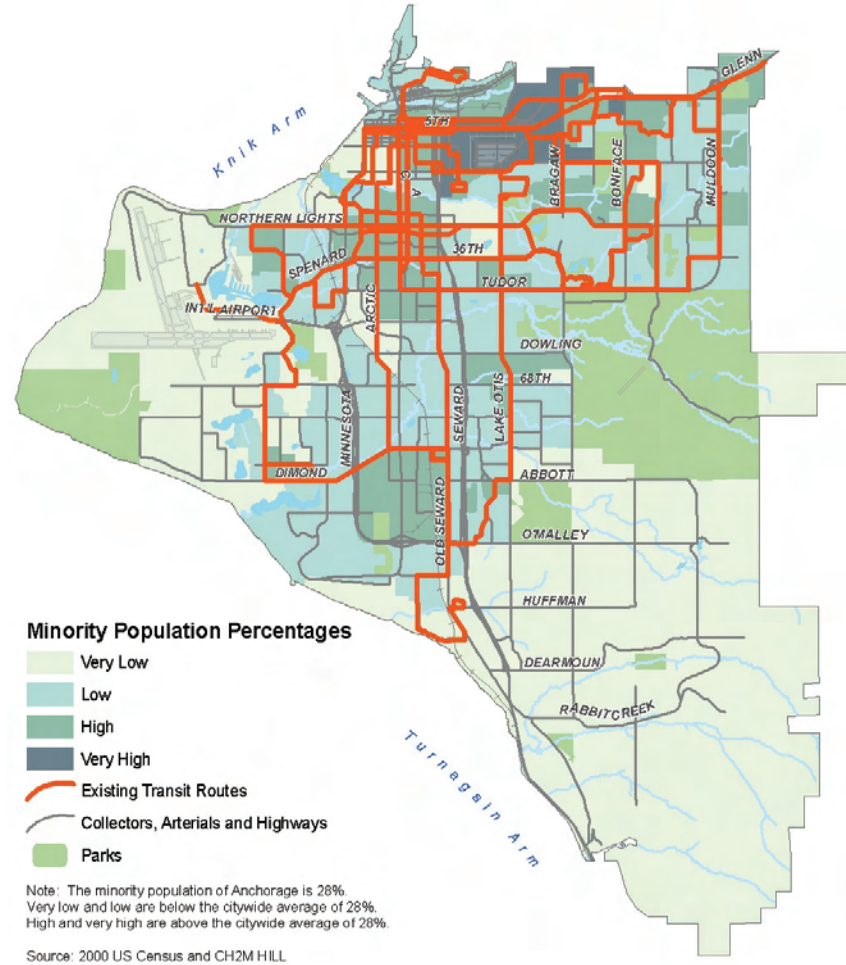 GLENN
Knik Arm
5TH
C
A
BRAGAW
BONIFACE
MULDOON
NORTHERN LIGHTS
SPENARD
36TH
INT'L AIRPORT
TUDOR
ARCTIC
DOWLING
68TH
MINNESOTA
SEWARD
LAKE OTIS
DIMOND
ABBOTT
OLD SEWARD
O'MALLEY
HUFFMAN
DEARMOUN
RABBITCREEK
Turnagain Arm
Minority Population Percentages
Very Low
Low
High
Very High
Existing Transit Routes
Collectors, Arterials and Highways
Parks
Note: The minority population of Anchorage is 28%.
Very low and low are below the citywide average of 28%.
High and very high are above the citywide average of 28%.
Source: 2000 US Census and CH2M HILL